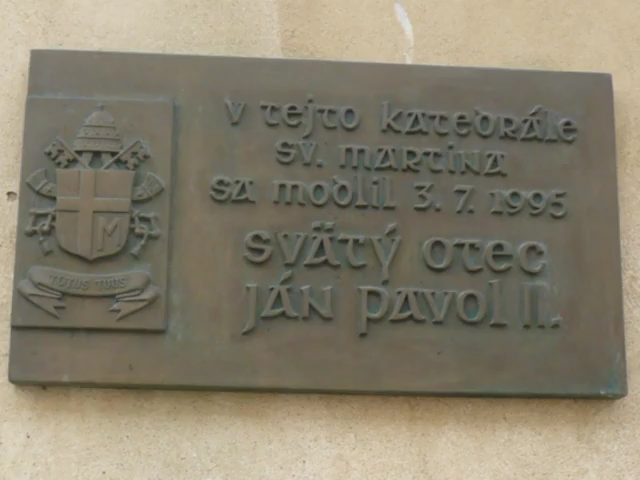 V tejto katedrále
sv. Martina
sa modlil 3. 7. 1995
Svätý Otec
Ján Pavol II.
TOTUS TUUS
M